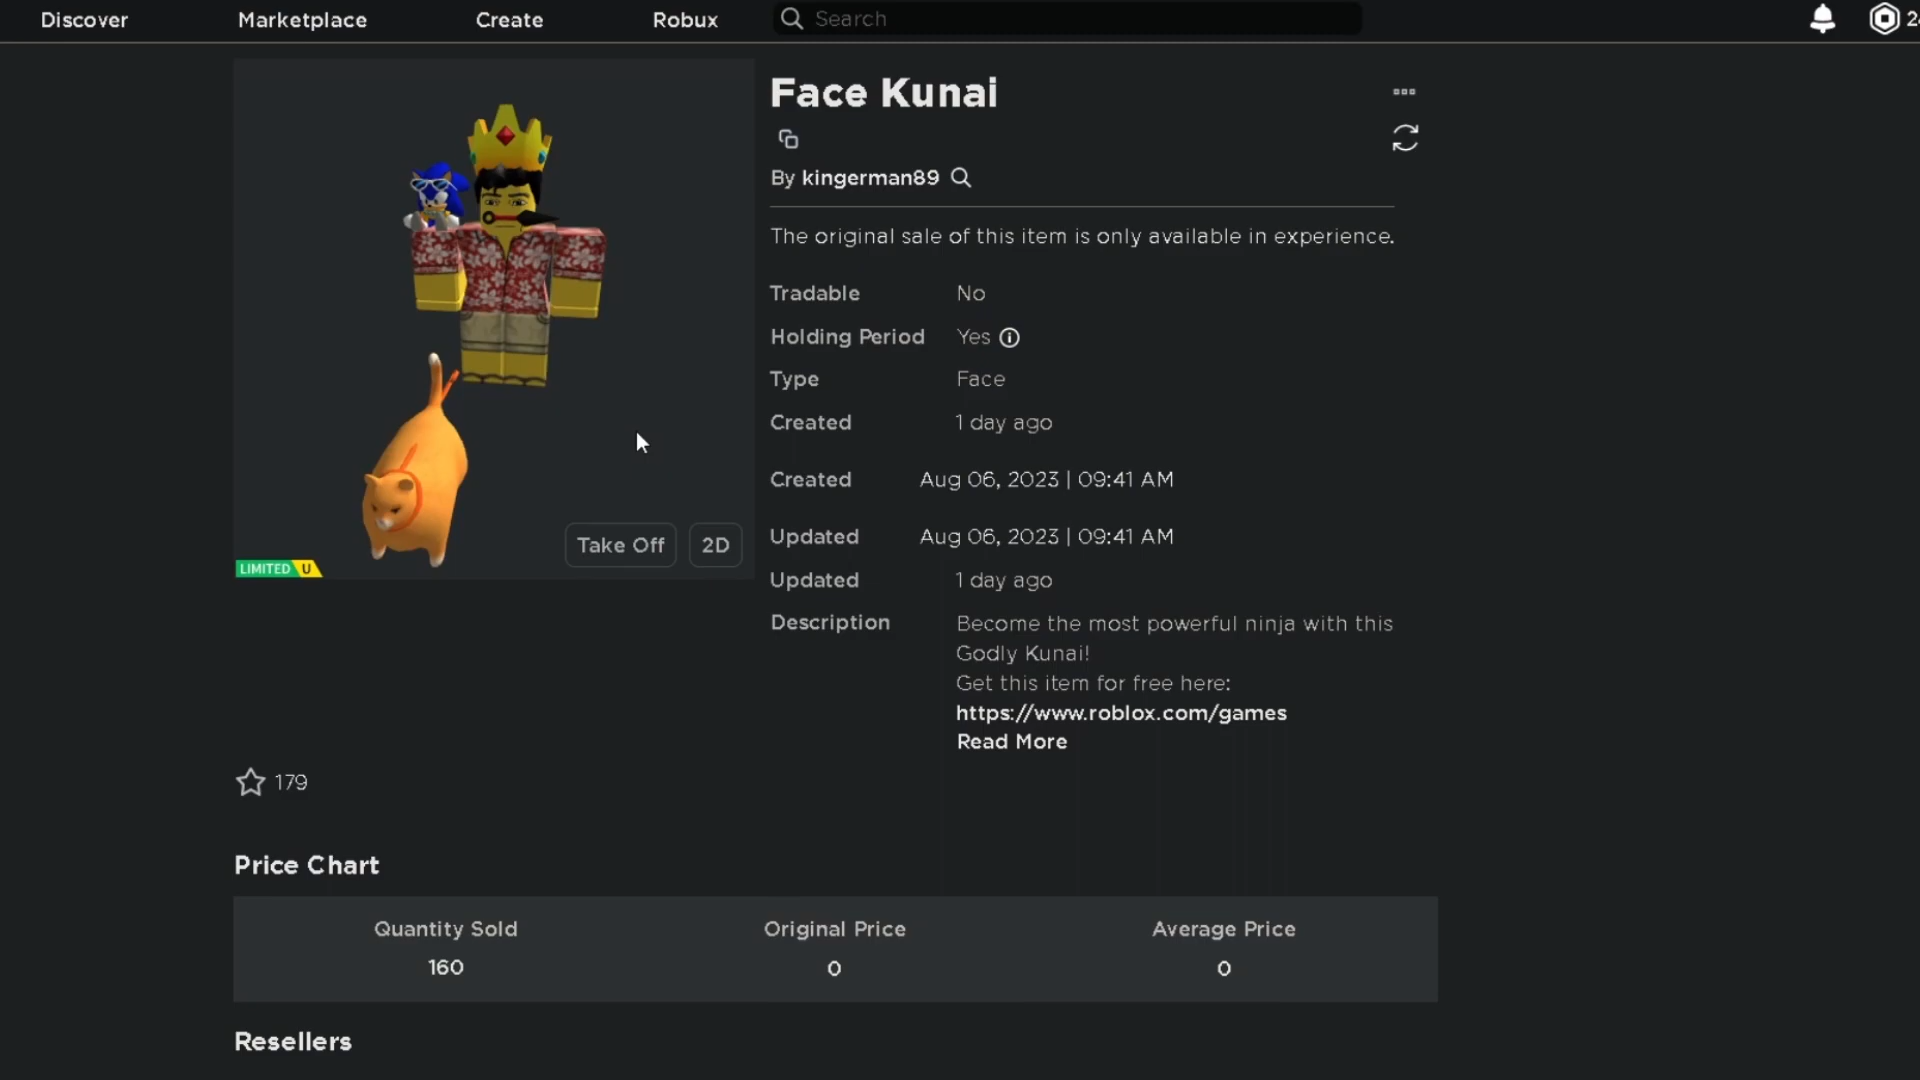 Discover Marketplace Create Robux Search 2
Face Kunai
By kingerman89
The original sale of this item is only available in experience.
Tradable No
Holding Period Yes
Type Face
Created 1 day ago
Created Aug 06, 2023 | 09:41 AM
Updated Aug 06, 2023 | 09:41 AM
Updated 1 day ago
Description Become the most powerful ninja with this
Godly Kunai!
Get this item for free here:
https://www.roblox.com/games
Read More
Take Off 2D
LIMITED U
179
Price Chart
Quantity Sold Original Price Average Price
160 0 0
Resellers